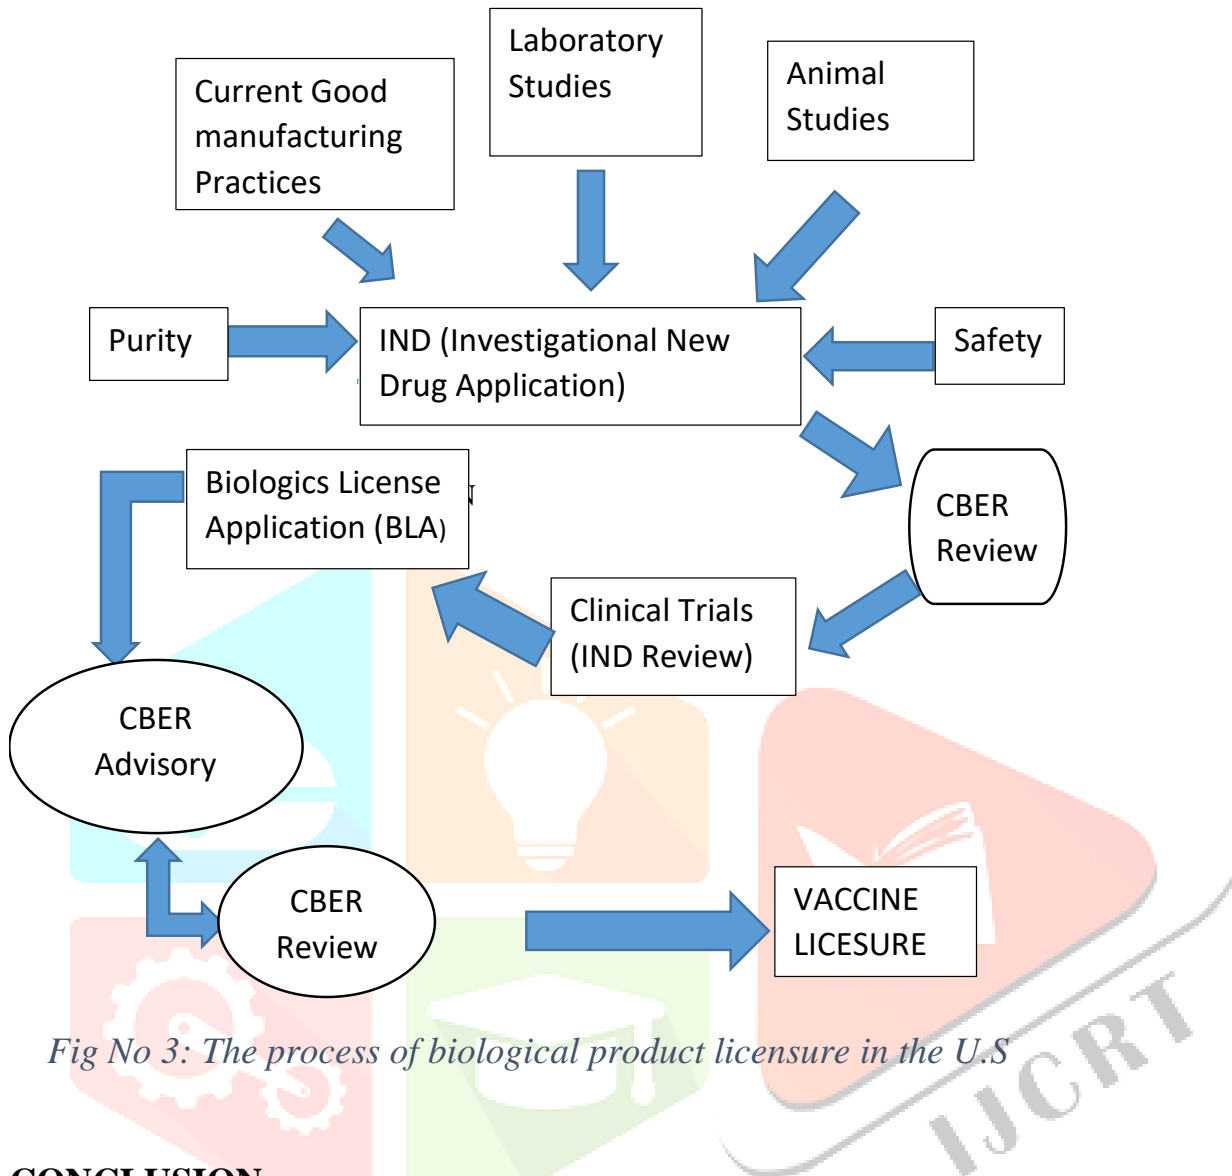 Laboratory
Studies
Current Good
manufacturing
Practices
Animal
Studies
Purity
IND (Investigational New
Drug Application)
Safety
Biologics License
Application (BLA)
N
CBER
Review
Clinical Trials
(IND Review)
CBER
Advisory
CBER
Review
VACCINE
LICESURE
Fig No 3: The process of biological product licensure in the U.S
IJCRT
CONCLUSION